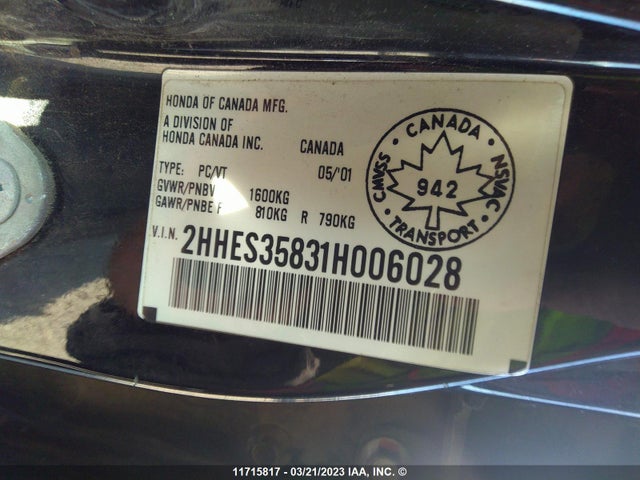 HONDA OF CANADA MFG.
A DIVISION OF
HONDA CANADA INC. CANADA
TYPE: PC/VT 05/'01
GVWR/PNBV 1600KG
GAWR/PNBE F 810KG R 790KG
V.I.N. 2HHES35831H006028
CANADA
CMVSS 942 NSVAC
TRANSPORT
11715817 - 03/21/2023 IAA, INC. ©